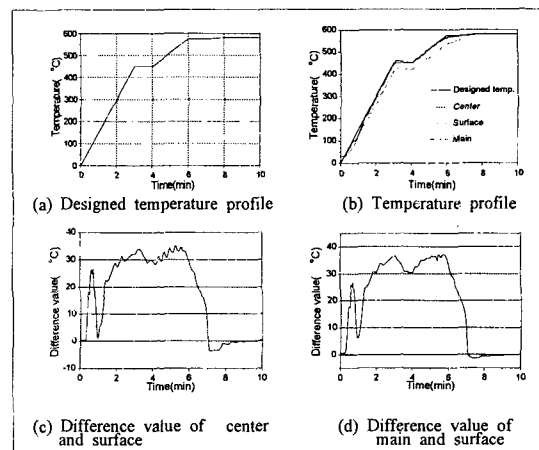 600
500
400
300
200
100
0
Temperature( °C)
0 2 4 6 8 10
Time(min)
(a) Designed temperature profile
600
500
400
300
200
100
0
Temperature( °C)
Designed temp.
Center
Surface
Main
0 2 4 6 8 10
Time(min)
(b) Temperature profile
40
30
20
10
0
-10
Difference value( °C)
0 2 4 6 8 10
Time(min)
(c) Difference value of center
and surface
40
30
20
10
0
Difference value( °C)
0 2 4 6 8 10
Time(min)
(d) Difference value of
main and surface